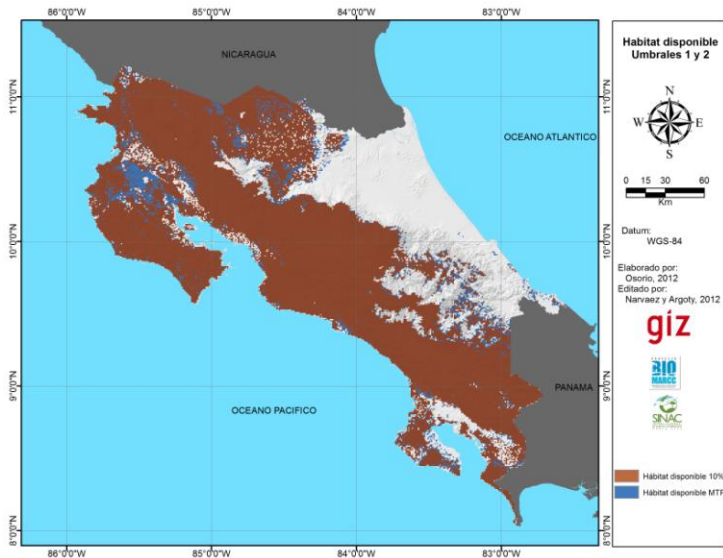 86°0'0"W
85°0'0"W
84°0'0"W
83°0'0"W
11°0'0"N
10°0'0"N
9°0'0"N
8°0'0"N
NICARAGUA
OCEANO ATLANTICO
OCEANO PACIFICO
PANAMA
11°0'0"N
10°0'0"N
9°0'0"N
8°0'0"N
86°0'0"W
85°0'0"W
84°0'0"W
83°0'0"W
Habitat disponible
Umbrales 1 y 2
N
W E
S
0 15 30 60
Km
Datum:
WGS-84
Elaborado por:
Osorio, 2012
Editado por:
Narvaez y Argoty, 2012
giz
BIO
MARCC
SINAC
Hábitat disponible 10%
Hábitat disponible MTP